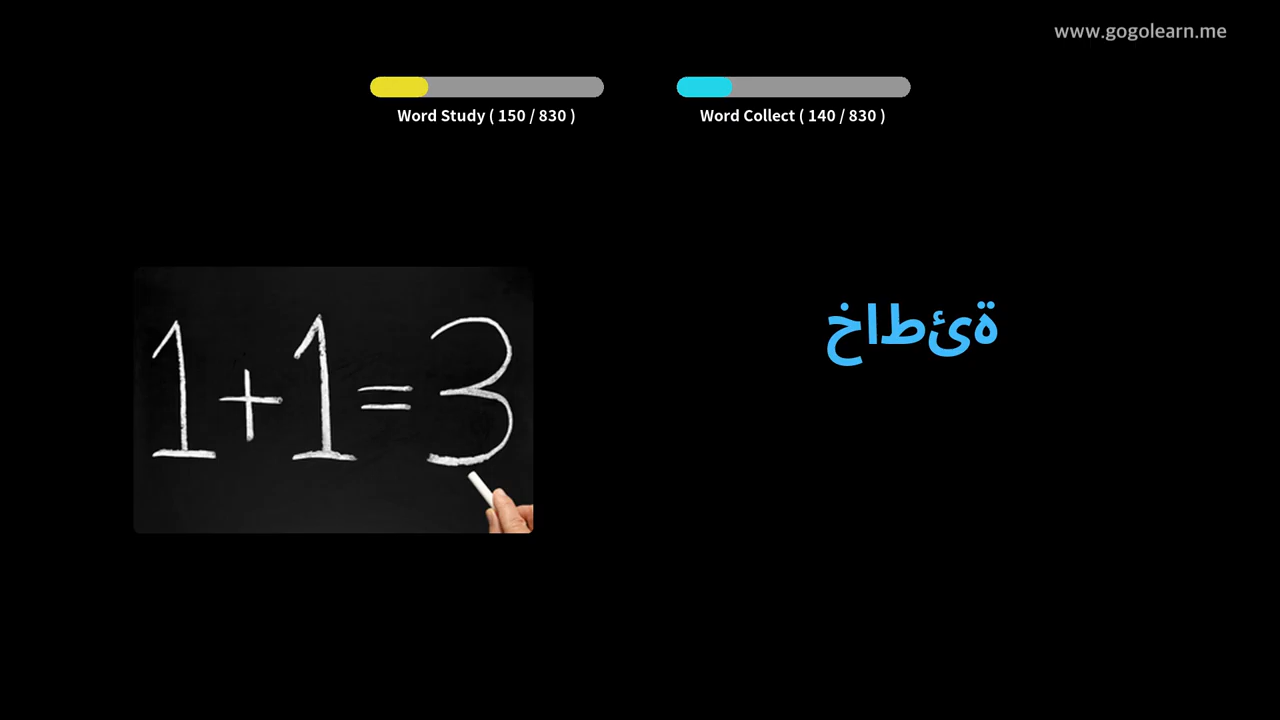 www.gogolearn.me
Word Study ( 150 / 830 )
Word Collect ( 140 / 830 )
1+1=3
خاطئة